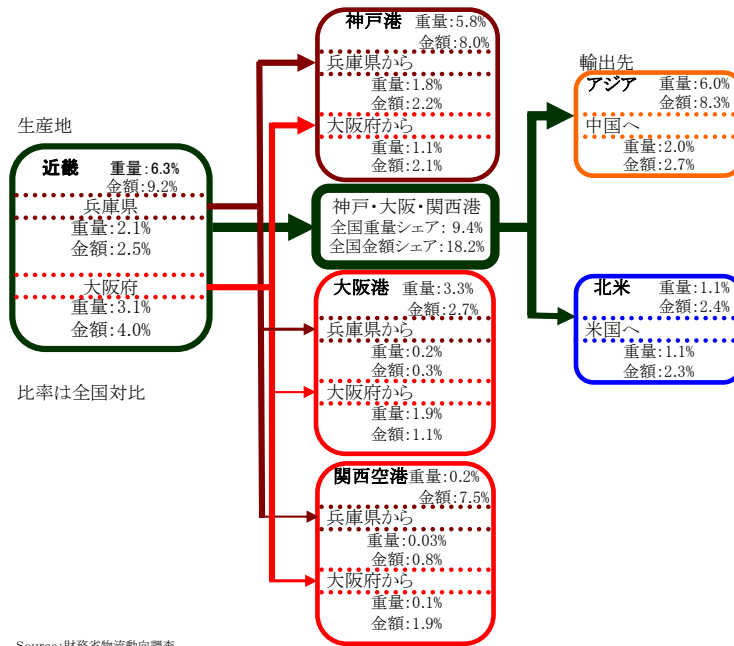 生産地
近畿 重量:6.3%
金額:9.2%
兵庫県
重量:2.1%
金額:2.5%
大阪府
重量:3.1%
金額:4.0%
比率は全国対比
神戸港 重量:5.8%
金額:8.0%
兵庫県から
重量:1.8%
金額:2.2%
大阪府から
重量:1.1%
金額:2.1%
神戸・大阪・関西港
全国重量シェア: 9.4%
全国金額シェア:18.2%
大阪港 重量:3.3%
金額:2.7%
兵庫県から
重量:0.2%
金額:0.3%
大阪府から
重量:1.9%
金額:1.1%
関西空港 重量:0.2%
金額:7.5%
兵庫県から
重量:0.03%
金額:0.8%
大阪府から
重量:0.1%
金額:1.9%
輸出先
アジア 重量:6.0%
金額:8.3%
中国へ
重量:2.0%
金額:2.7%
北米 重量:1.1%
金額:2.4%
米国へ
重量:1.1%
金額:2.3%
Source:財務省物流動向調査